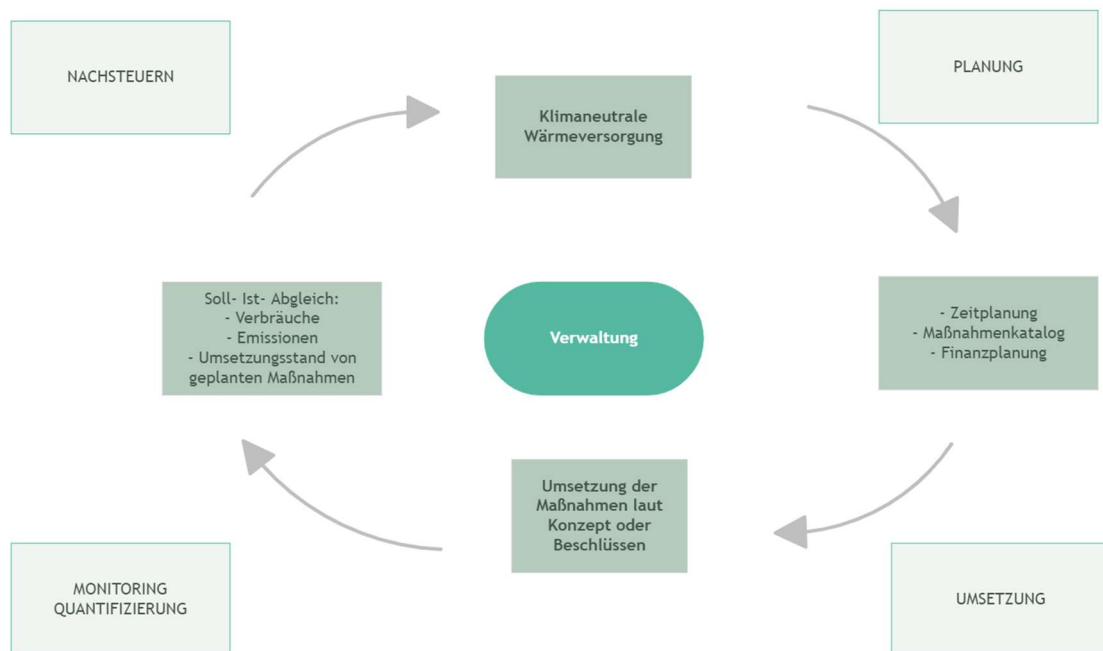 NACHSTEUERN
PLANUNG
Klimaneutrale
Wärmeversorgung
Soll- Ist- Abgleich:
- Verbräuche
- Emissionen
- Umsetzungsstand von
geplanten Maßnahmen
Verwaltung
- Zeitplanung
- Maßnahmenkatalog
- Finanzplanung
Umsetzung der
Maßnahmen laut
Konzept oder
Beschlüssen
MONITORING
QUANTIFIZIERUNG
UMSETZUNG